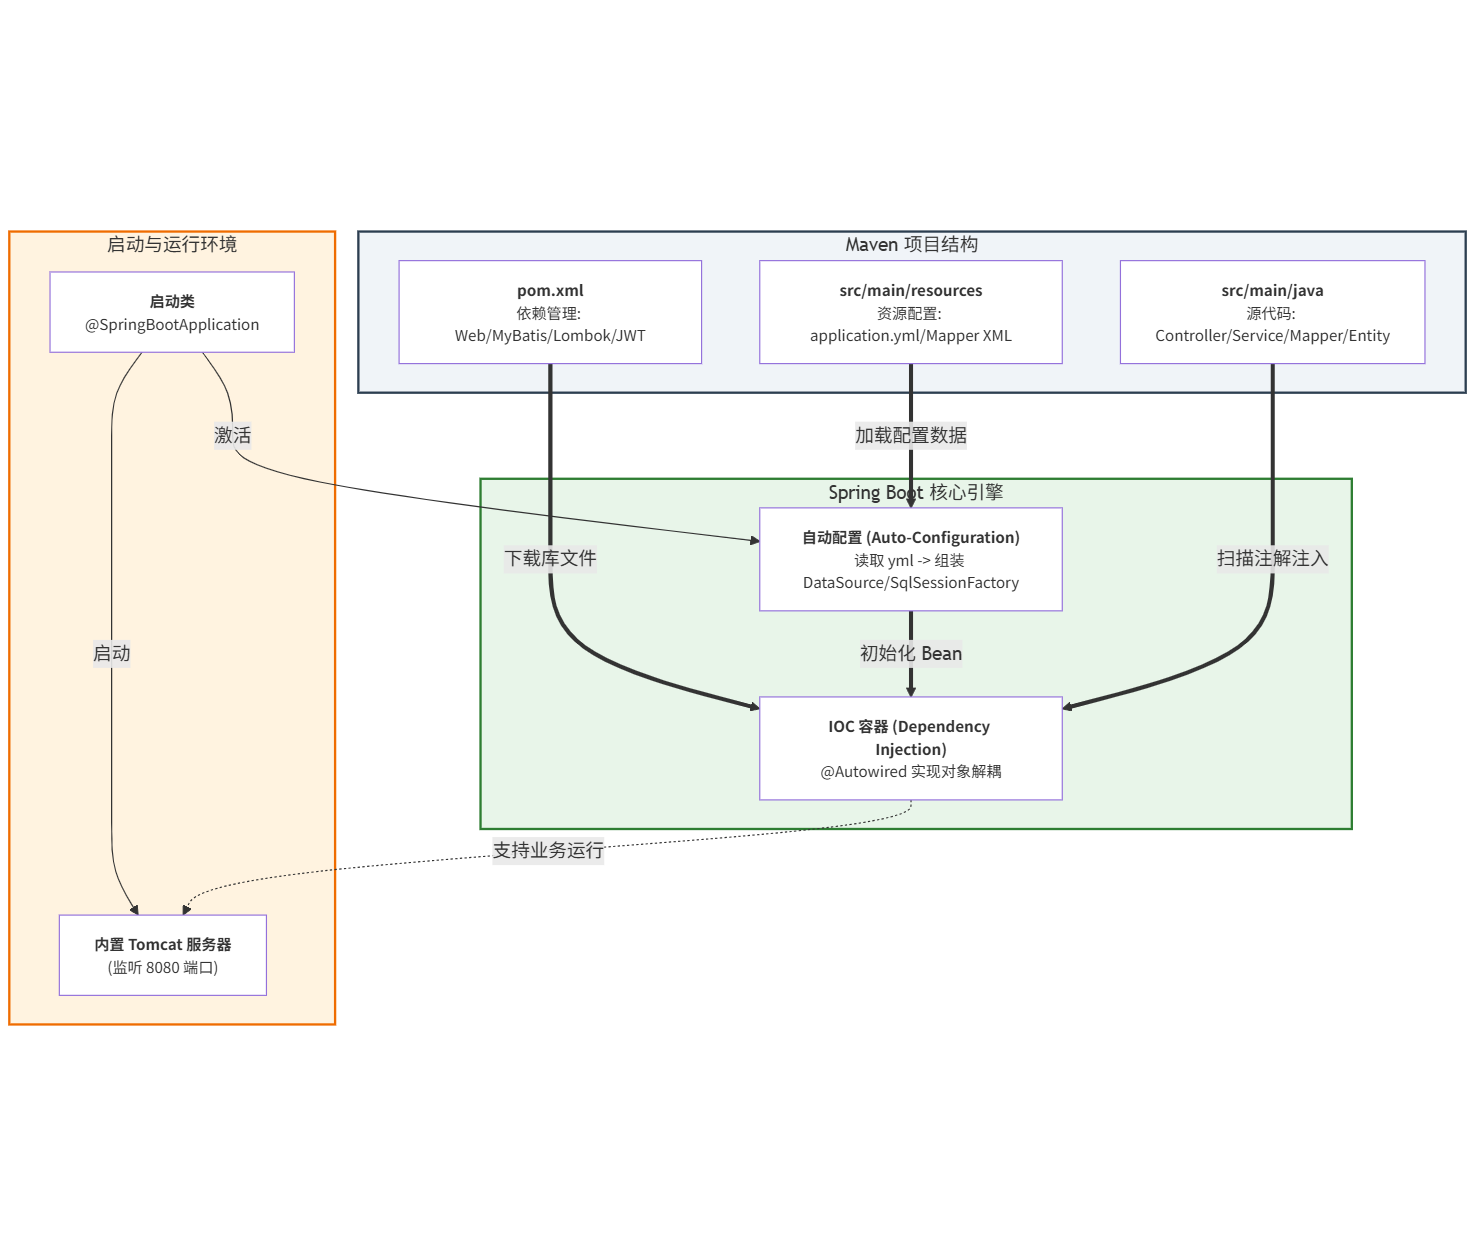 启动与运行环境
启动类
@SpringBootApplication
激活
启动
内置 Tomcat 服务器
(监听 8080 端口)
Maven 项目结构
pom.xml
依赖管理:
Web/MyBatis/Lombok/JWT
src/main/resources
资源配置:
application.yml/Mapper XML
src/main/java
源代码:
Controller/Service/Mapper/Entity
加载配置数据
Spring Boot 核心引擎
自动配置 (Auto-Configuration)
读取 yml -> 组装
DataSource/SqlSessionFactory
下载库文件
扫描注解注入
初始化 Bean
IOC 容器 (Dependency
Injection)
@Autowired 实现对象解耦
支持业务运行